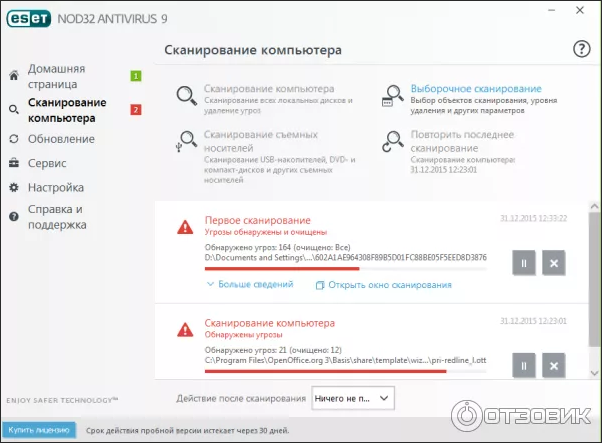 eset NOD32 ANTIVIRUS 9
Домашняя страница
1
Сканирование компьютера
2
Обновление
Сервис
Настройка
Справка и поддержка
ENJOY SAFER TECHNOLOGY™
Сканирование компьютера
?
Сканирование компьютера
Сканирование всех локальных дисков и
удаление угроз
Выборочное сканирование
Выбор объектов сканирования, уровня
удаления и других параметров
Сканирование съемных
носителей
Сканирование USB-накопителей, DVD- и
компакт-дисков и других съемных
носителей
Повторить последнее
сканирование
Сканирование компьютера:
31.12.2015 12:23:01
Первое сканирование
31.12.2015 12:33:22
Угрозы обнаружены и очищены
Обнаружено угроз: 164 (очищено: Все)
D:\Documents and Settings\...\602A1AE964308F89B5D01FC88BE05F5EED8D3876
Больше сведений
Открыть окно сканирования
Сканирование компьютера
31.12.2015 12:23:01
Обнаружены угрозы
Обнаружено угроз: 21 (очищено: 12)
C:\Program Files\OpenOffice.org 3\Basis\share\template\wiz...\pri-redline_l.ott
Действие после сканирования
Ничего не п...
Купить лицензию
Срок действия пробной версии истекает через 30 дней.
ОТЗОВИК